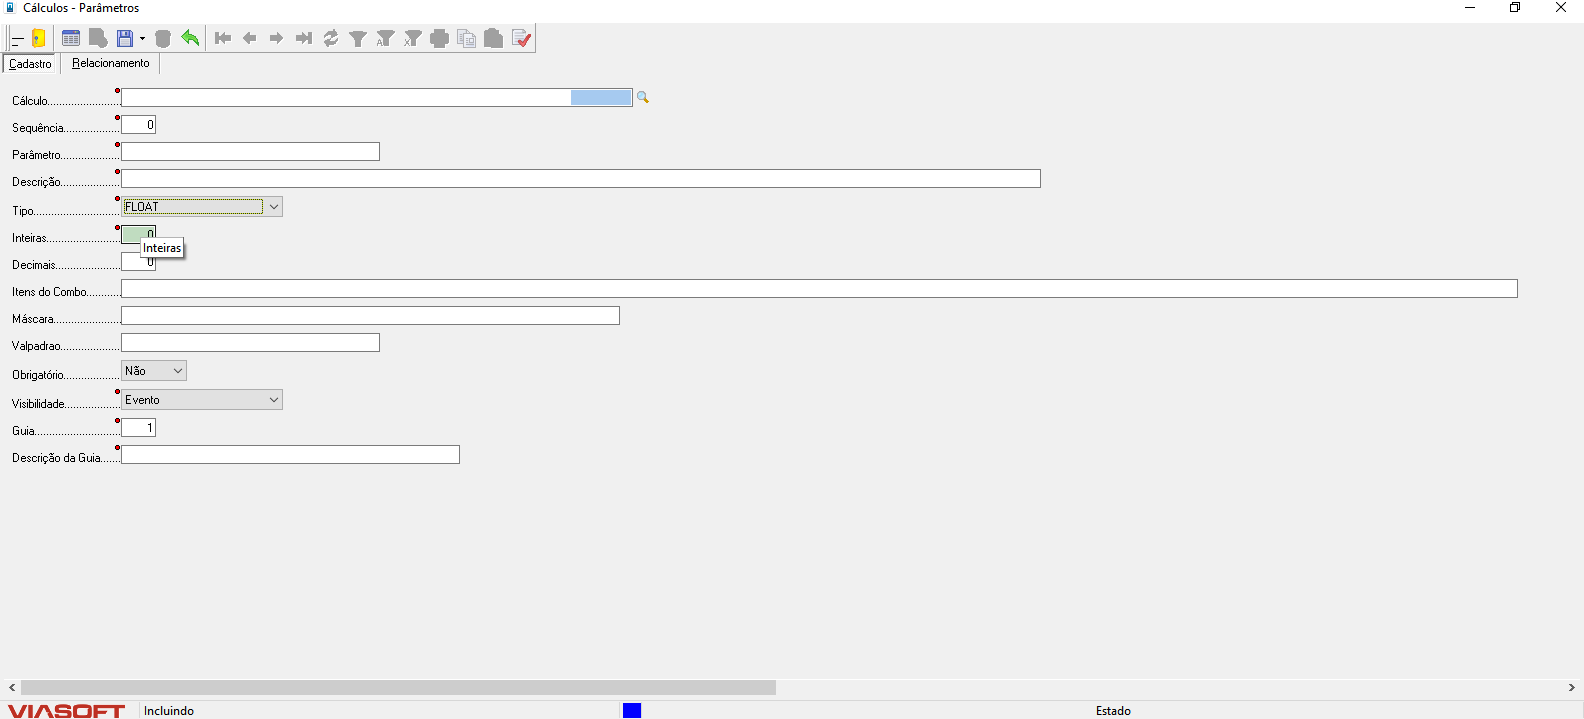 Cálculos - Parâmetros
Cadastro Relacionamento
Cálculo
Sequência 0
Parâmetro
Descrição
Tipo FLOAT
Inteiras 0
Inteiras
Decimais 0
Itens do Combo
Máscara
Valpadrao
Obrigatório Não
Visibilidade Evento
Guia 1
Descrição da Guia
VIASOFT Incluindo Estado